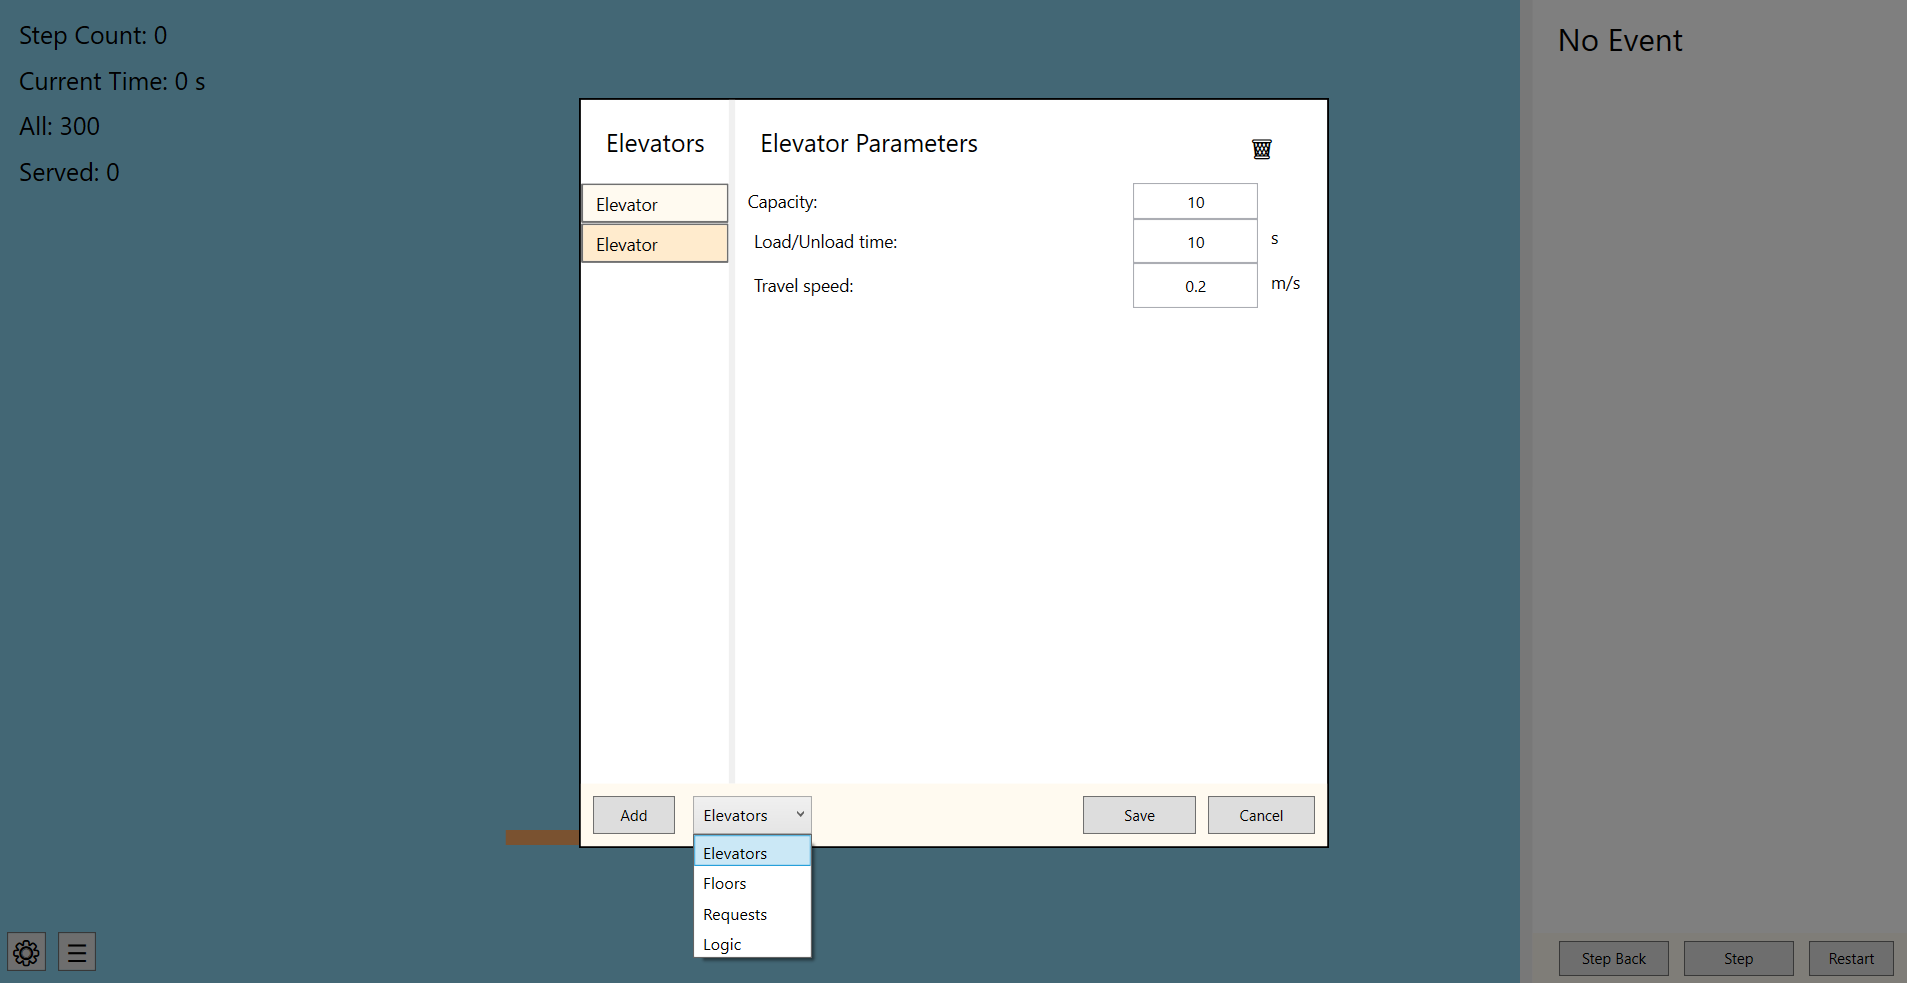 Step Count: 0
Current Time: 0 s
All: 300
Served: 0
No Event
Elevators
Elevator
Elevator
Elevator Parameters
Capacity:
10
Load/Unload time:
10
s
Travel speed:
0.2
m/s
Add
Elevators
Save
Cancel
Elevators
Floors
Requests
Logic
Step Back
Step
Restart